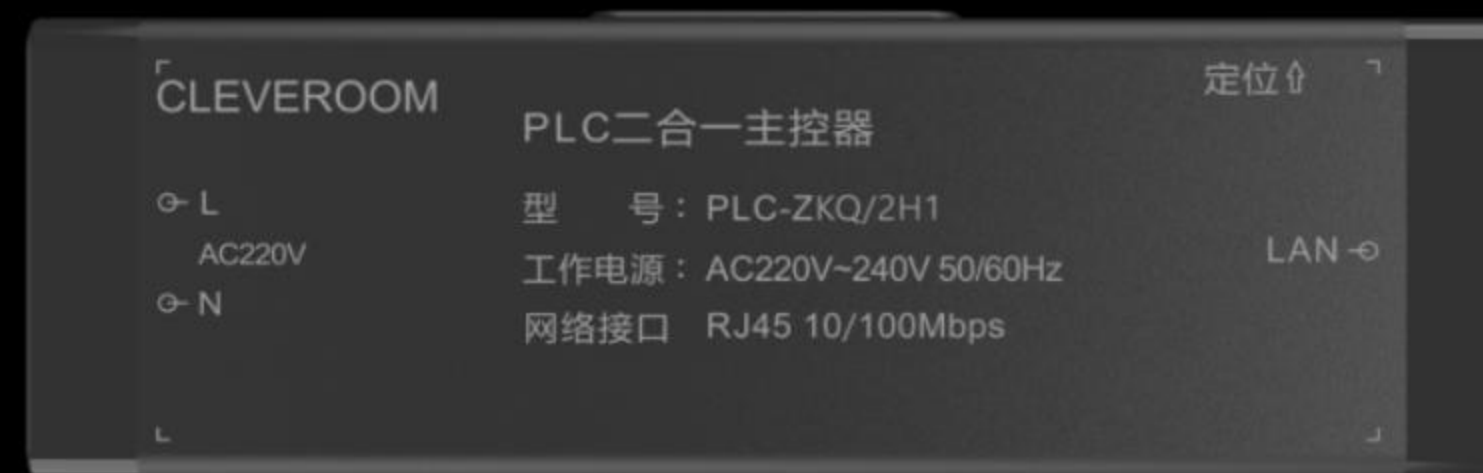 CLEVEROOM
定位⇧
PLC二合一主控器
L
型 号：PLC-ZKQ/2H1
AC220V
工作电源：AC220V~240V 50/60Hz
LAN
N
网络接口 RJ45 10/100Mbps